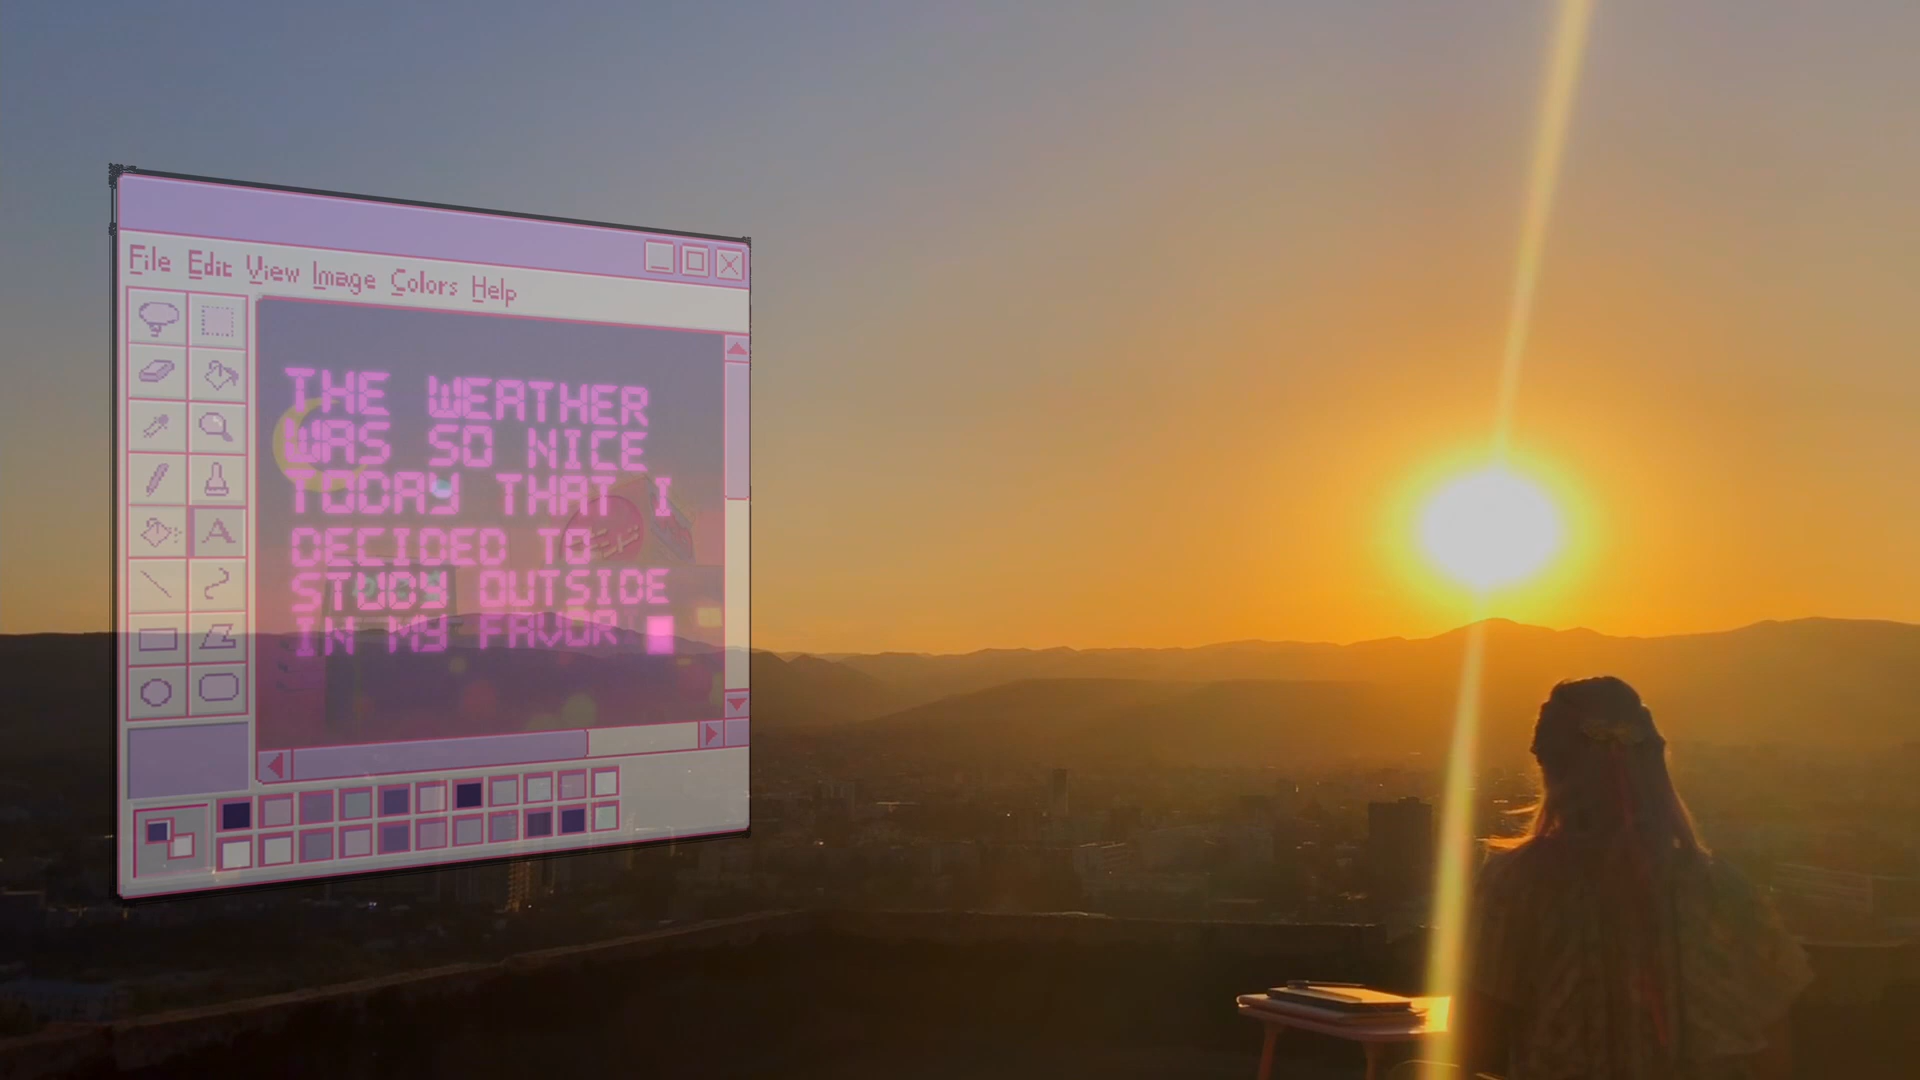 File Edit View Image Colors Help
THE WEATHER
WAS SO NICE
TODAY THAT I
DECIDED TO
STUDY OUTSIDE
IN MY FAVOR